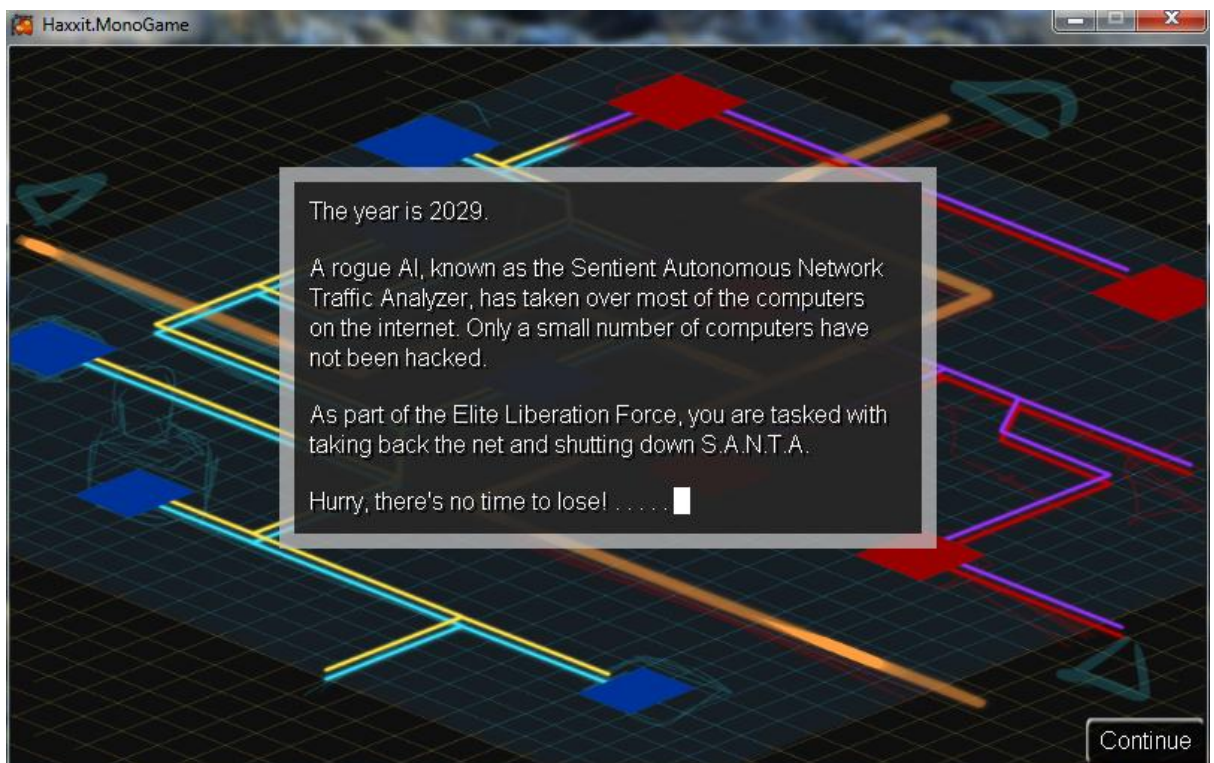 Haxxit.MonoGame
The year is 2029.
A rogue AI, known as the Sentient Autonomous Network
Traffic Analyzer, has taken over most of the computers
on the internet. Only a small number of computers have
not been hacked.
As part of the Elite Liberation Force, you are tasked with
taking back the net and shutting down S.A.N.T.A.
Hurry, there's no time to lose! . . . . .
Continue